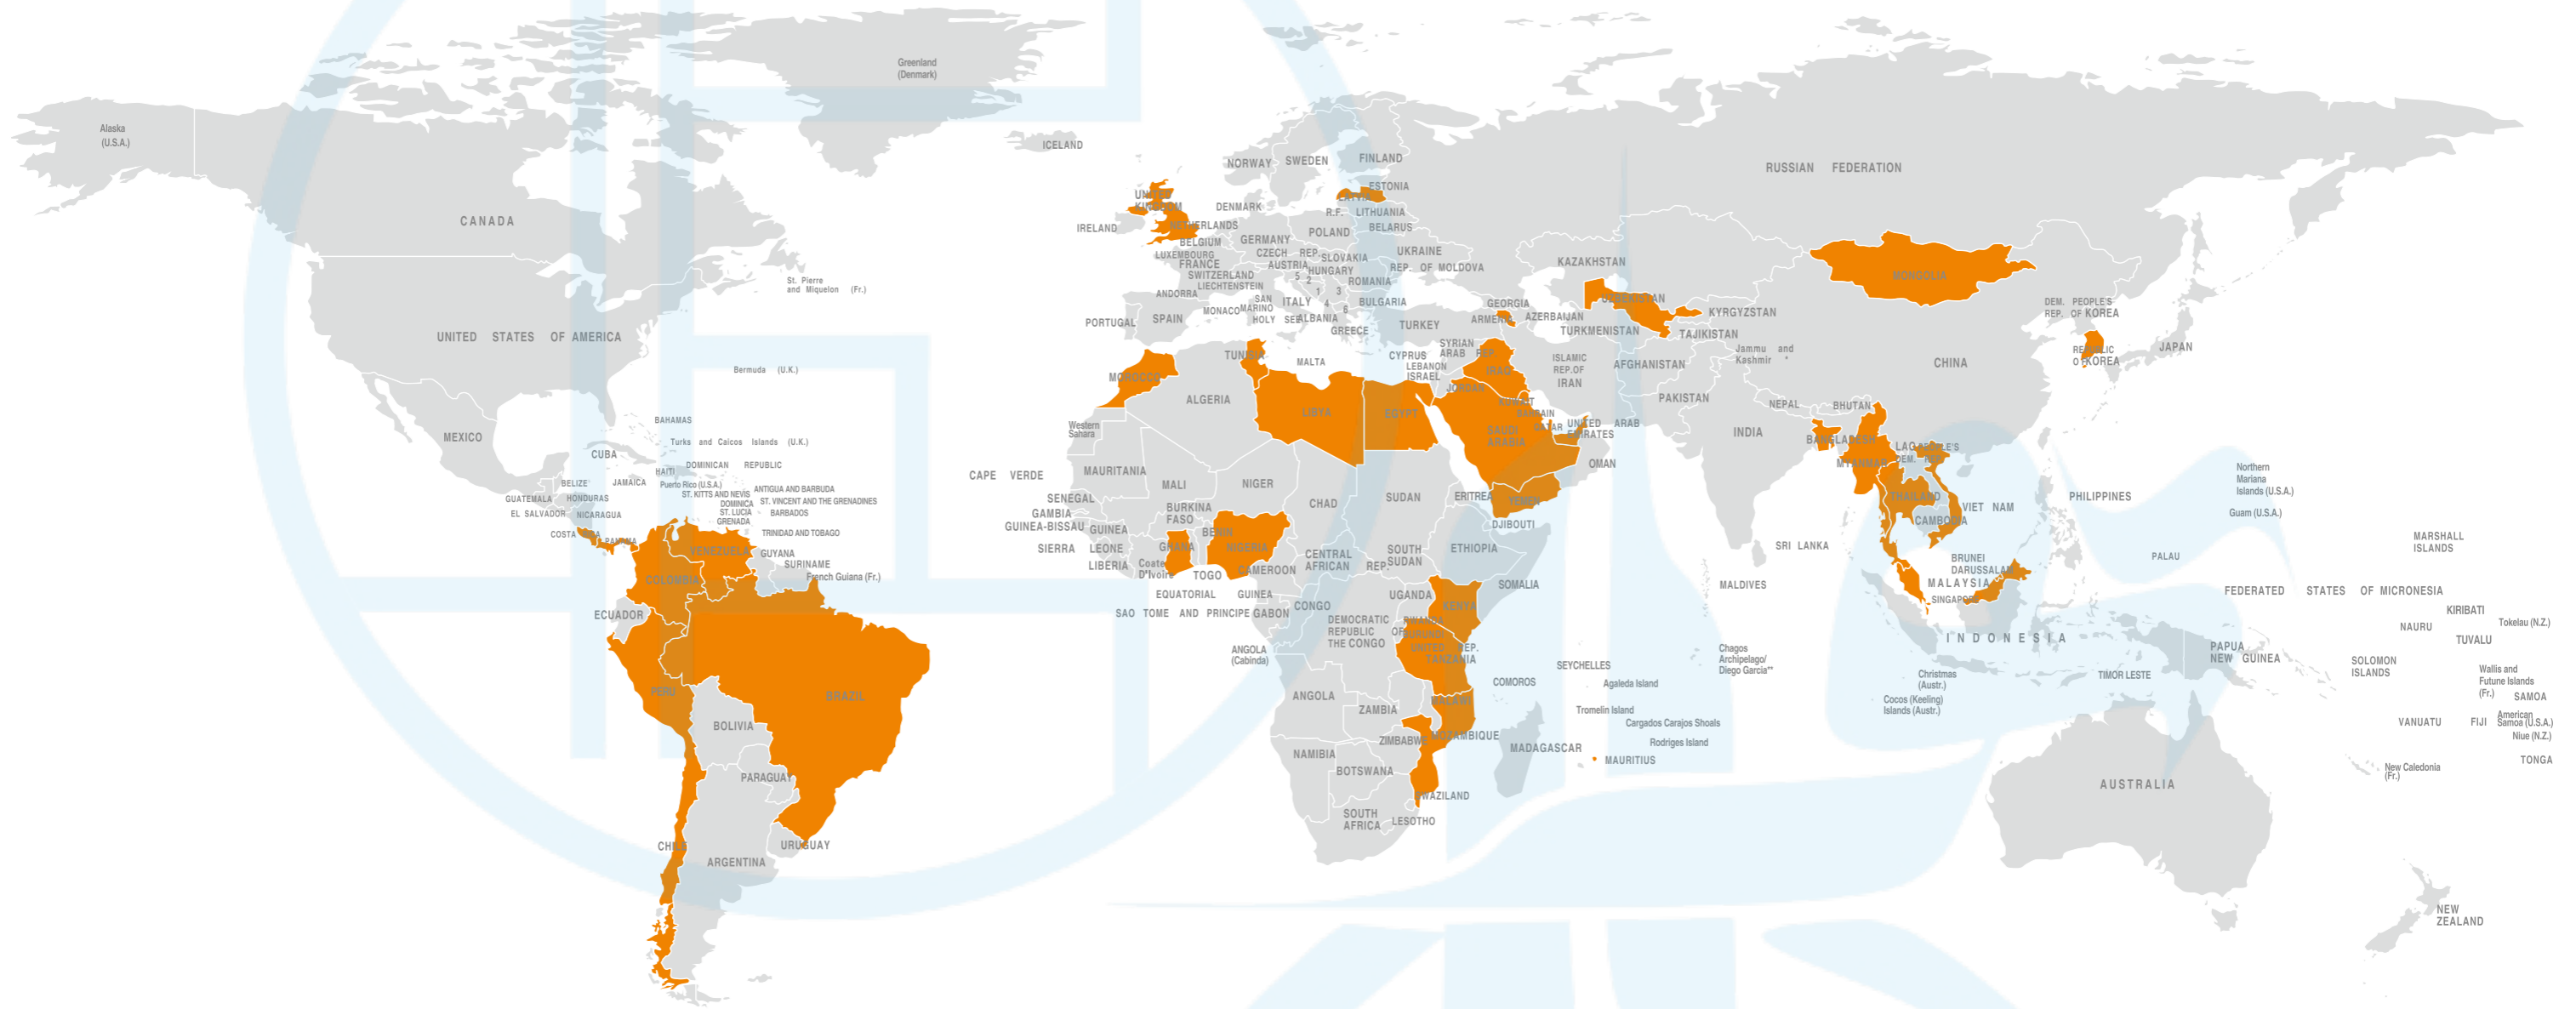 Greenland
(Denmark)
Alaska
(U.S.A.)
ICELAND
CANADA
NORWAY
SWEDEN
FINLAND
RUSSIAN FEDERATION
ESTONIA
LATVIA
UNITED
KINGDOM
DENMARK
R.F.
LITHUANIA
IRELAND
NETHERLANDS
BELARUS
POLAND
BELGIUM
GERMANY
UKRAINE
LUXEMBOURG
CZECH REP.
SLOVAKIA
FRANCE
AUSTRIA
HUNGARY
REP. OF MOLDOVA
KAZAKHSTAN
SWITZERLAND
5
2
LIECHTENSTEIN
ROMANIA
MONGOLIA
St. Pierre
and Miquelon (Fr.)
ANDORRA
SAN
MARINO
ITALY
1
3
4
6
BULGARIA
GEORGIA
UZBEKISTAN
DEM. PEOPLE'S
REP. OF KOREA
MONACO
HOLY SEE
ALBANIA
PORTUGAL
SPAIN
GREECE
TURKEY
ARMENIA
AZERBAIJAN
KYRGYZSTAN
TURKMENISTAN
TAJIKISTAN
UNITED STATES OF AMERICA
SYRIAN
ARAB REP.
Jammu and
Kashmir *
REPUBLIC
OF KOREA
JAPAN
TUNISIA
MALTA
CYPRUS
LEBANON
ISRAEL
ISLAMIC
REP.OF
IRAN
AFGHANISTAN
CHINA
Bermuda (U.K.)
MOROCCO
IRAQ
JORDAN
ALGERIA
LIBYA
EGYPT
KUWAIT
BAHRAIN
QATAR
UNITED ARAB
EMIRATES
PAKISTAN
NEPAL
BHUTAN
BAHAMAS
Western
Sahara
SAUDI
ARABIA
INDIA
BANGLADESH
MEXICO
Turks and Caicos Islands (U.K.)
CUBA
LAO PEOPLE'S
DEM. REP.
DOMINICAN REPUBLIC
HAITI
MYANMAR
OMAN
CAPE VERDE
MAURITANIA
Northern
Mariana
Islands (U.S.A.)
BELIZE
JAMAICA
Puerto Rico (U.S.A.)
ANTIGUA AND BARBUDA
ST. KITTS AND NEVIS
MALI
NIGER
CHAD
SUDAN
ERITREA
YEMEN
THAILAND
PHILIPPINES
GUATEMALA
HONDURAS
DOMINICA
ST. VINCENT AND THE GRENADINES
SENEGAL
EL SALVADOR
NICARAGUA
ST. LUCIA
BARBADOS
GRENADA
GAMBIA
BURKINA
FASO
VIET NAM
Guam (U.S.A.)
CAMBODIA
GUINEA-BISSAU
GUINEA
BENIN
DJIBOUTI
COSTA RICA
PANAMA
TRINIDAD AND TOBAGO
SIERRA LEONE
GHANA
NIGERIA
SRI LANKA
MARSHALL
ISLANDS
VENEZUELA
GUYANA
SURINAME
French Guiana (Fr.)
LIBERIA
Coate
D'Ivoire
TOGO
CAMEROON
CENTRAL
AFRICAN REP.
SOUTH
SUDAN
ETHIOPIA
BRUNEI
DARUSSALAM
PALAU
COLOMBIA
SOMALIA
MALDIVES
MALAYSIA
EQUATORIAL GUINEA
UGANDA
KENYA
SINGAPORE
FEDERATED STATES OF MICRONESIA
ECUADOR
SAO TOME AND PRINCIPE
GABON
CONGO
KIRIBATI
DEMOCRATIC
REPUBLIC OF
THE CONGO
RWANDA
BURUNDI
NAURU
Tokelau (N.Z.)
INDONESIA
TUVALU
ANGOLA
(Cabinda)
UNITED REP.
TANZANIA
Chagos
Archipelago/
Diego Garcia**
PAPUA
NEW GUINEA
SEYCHELLES
SOLOMON
ISLANDS
Wallis and
Futune Islands
(Fr.)
COMOROS
Agaleda Island
Christmas
(Austr.)
TIMOR LESTE
PERU
BRAZIL
ANGOLA
MALAWI
Cocos (Keeling)
Islands (Austr.)
SAMOA
ZAMBIA
Tromelin Island
BOLIVIA
Cargados Carajos Shoals
VANUATU
FIJI
American
Samoa (U.S.A.)
ZIMBABWE
MOZAMBIQUE
Rodriges Island
Niue (N.Z.)
NAMIBIA
MADAGASCAR
MAURITIUS
TONGA
PARAGUAY
BOTSWANA
New Caledonia
(Fr.)
AUSTRALIA
SWAZILAND
SOUTH
AFRICA
LESOTHO
CHILE
URUGUAY
ARGENTINA
NEW
ZEALAND